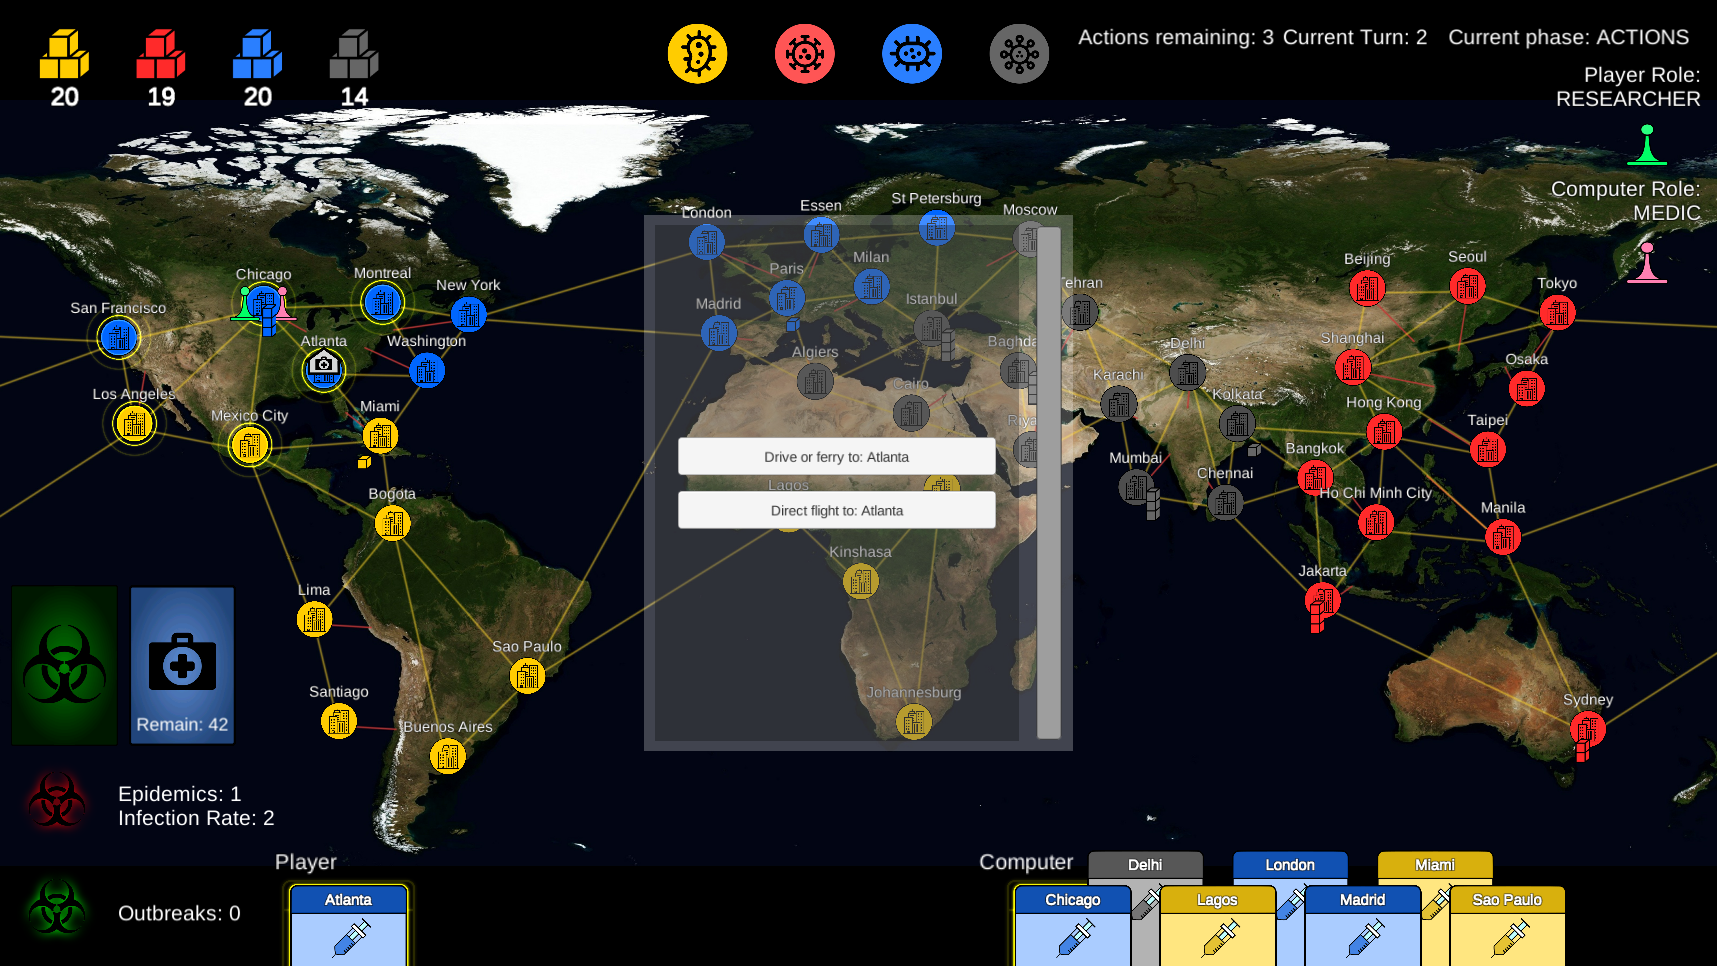 Actions remaining: 3 Current Turn: 2 Current phase: ACTIONS
20
19
20
14
Player Role:
RESEARCHER
Computer Role:
MEDIC
London
Essen
St Petersburg
Moscow
Chicago
Montreal
New York
San Francisco
Atlanta
Washington
Los Angeles
Mexico City
Miami
Paris
Milan
Madrid
Istanbul
Algiers
Cairo
Tehran
Delhi
Karachi
Kolkata
Mumbai
Chennai
Beijing
Seoul
Tokyo
Shanghai
Osaka
Hong Kong
Taipei
Bangkok
Ho Chi Minh City
Manila
Jakarta
Sydney
Drive or ferry to: Atlanta
Lagos
Direct flight to: Atlanta
Bogota
Kinshasa
Lima
Sao Paulo
Santiago
Buenos Aires
Johannesburg
Remain: 42
Epidemics: 1
Infection Rate: 2
Outbreaks: 0
Player
Atlanta
Computer
Delhi
London
Miami
Chicago
Lagos
Madrid
Sao Paulo